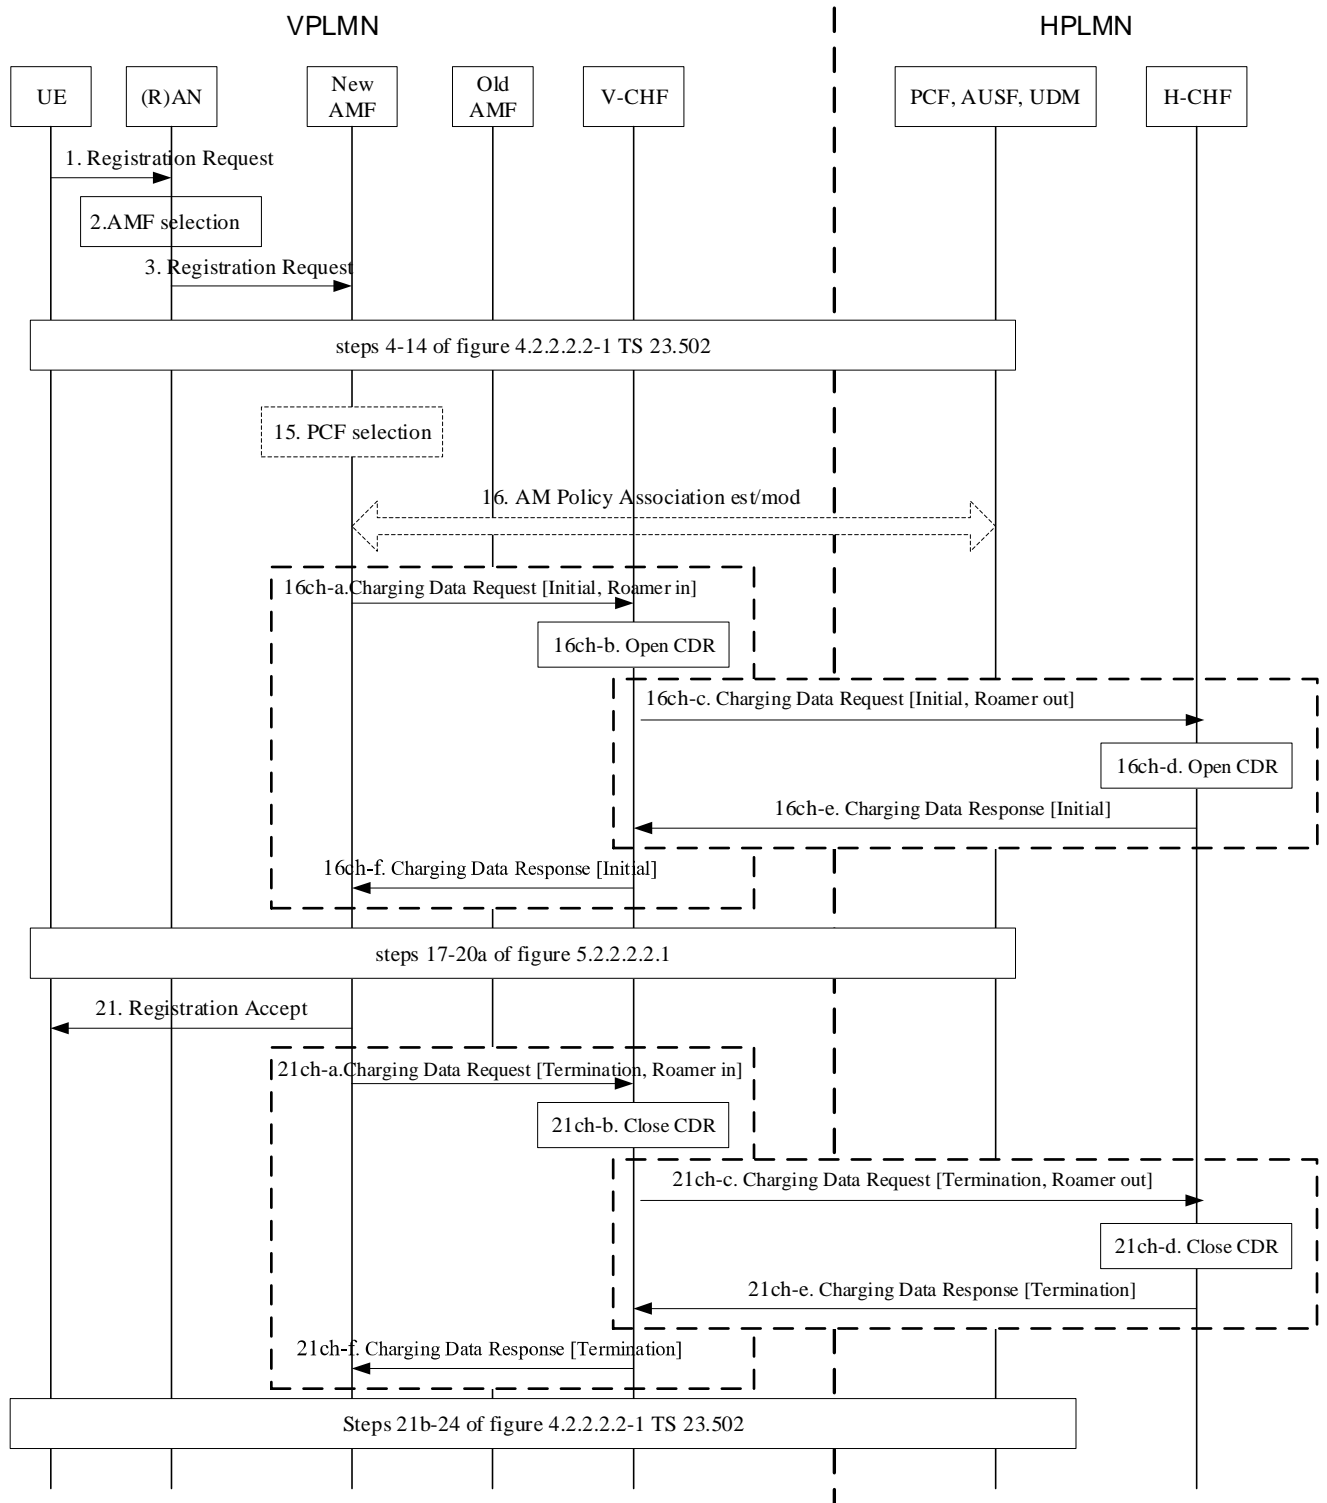 VPLMN
HPLMN
UE
(R)AN
New
AMF
Old
AMF
V-CHF
PCF, AUSF, UDM
H-CHF
1. Registration Request
2.AMF selection
3. Registration Request
steps 4-14 of figure 4.2.2.2.2-1 TS 23.502
15. PCF selection
16. AM Policy Association est/mod
16ch-a.Charging Data Request [Initial, Roamer in]
16ch-b. Open CDR
16ch-c. Charging Data Request [Initial, Roamer out]
16ch-d. Open CDR
16ch-e. Charging Data Response [Initial]
16ch-f. Charging Data Response [Initial]
steps 17-20a of figure 5.2.2.2.2.1
21. Registration Accept
21ch-a.Charging Data Request [Termination, Roamer in]
21ch-b. Close CDR
21ch-c. Charging Data Request [Termination, Roamer out]
21ch-d. Close CDR
21ch-e. Charging Data Response [Termination]
21ch-f. Charging Data Response [Termination]
Steps 21b-24 of figure 4.2.2.2.2-1 TS 23.502